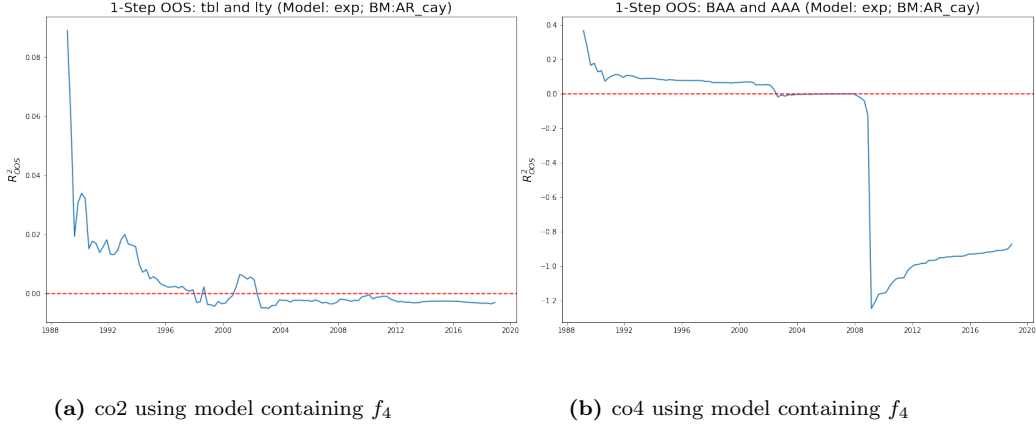 1-Step OOS: tbl and lty (Model: exp; BM:AR_cay)
0.08
0.06
0.04
0.02
0.00
R²OOS
1988 1992 1996 2000 2004 2008 2012 2016 2020
(a) co2 using model containing f₄
1-Step OOS: BAA and AAA (Model: exp; BM:AR_cay)
0.4
0.2
0.0
−0.2
−0.4
−0.6
−0.8
−1.0
−1.2
R²OOS
1988 1992 1996 2000 2004 2008 2012 2016 2020
(b) co4 using model containing f₄